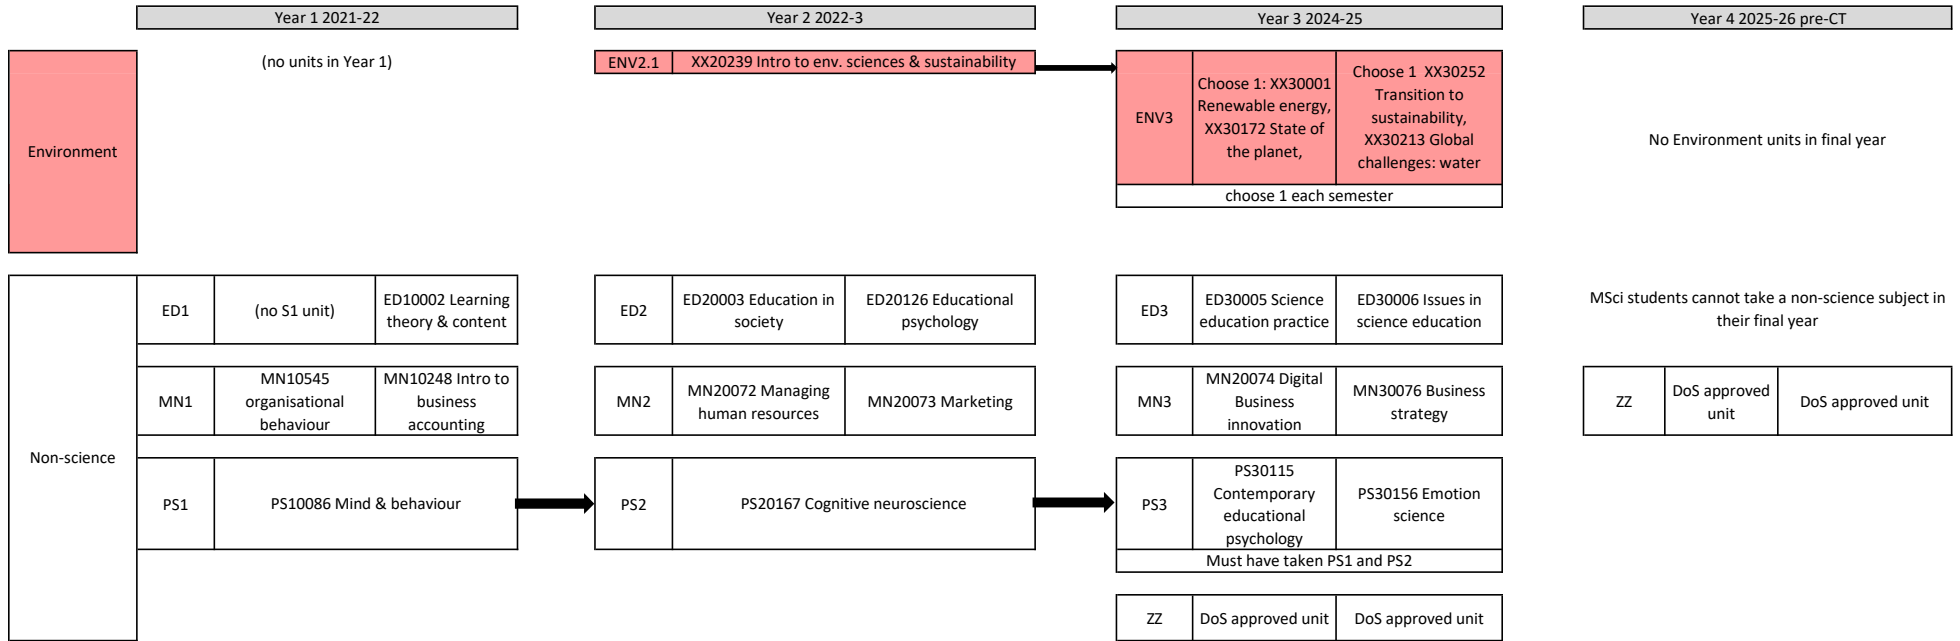 Year 1 2021-22
Year 2 2022-3
Year 3 2024-25
Year 4 2025-26 pre-CT
Environment
(no units in Year 1)
ENV2.1
XX20239 Intro to env. sciences & sustainability
ENV3
Choose 1: XX30001
Renewable energy,
XX30172 State of
the planet,
Choose 1 XX30252
Transition to
sustainability,
XX30213 Global
challenges: water
choose 1 each semester
No Environment units in final year
Non-science
ED1
(no S1 unit)
ED10002 Learning
theory & content
ED2
ED20003 Education in
society
ED20126 Educational
psychology
ED3
ED30005 Science
education practice
ED30006 Issues in
science education
MSci students cannot take a non-science subject in
their final year
MN1
MN10545
organisational
behaviour
MN10248 Intro to
business
accounting
MN2
MN20072 Managing
human resources
MN20073 Marketing
MN3
MN20074 Digital
Business
innovation
MN30076 Business
strategy
ZZ
DoS approved
unit
DoS approved unit
PS1
PS10086 Mind & behaviour
PS2
PS20167 Cognitive neuroscience
PS3
PS30115
Contemporary
educational
psychology
PS30156 Emotion
science
Must have taken PS1 and PS2
ZZ
DoS approved unit
DoS approved unit